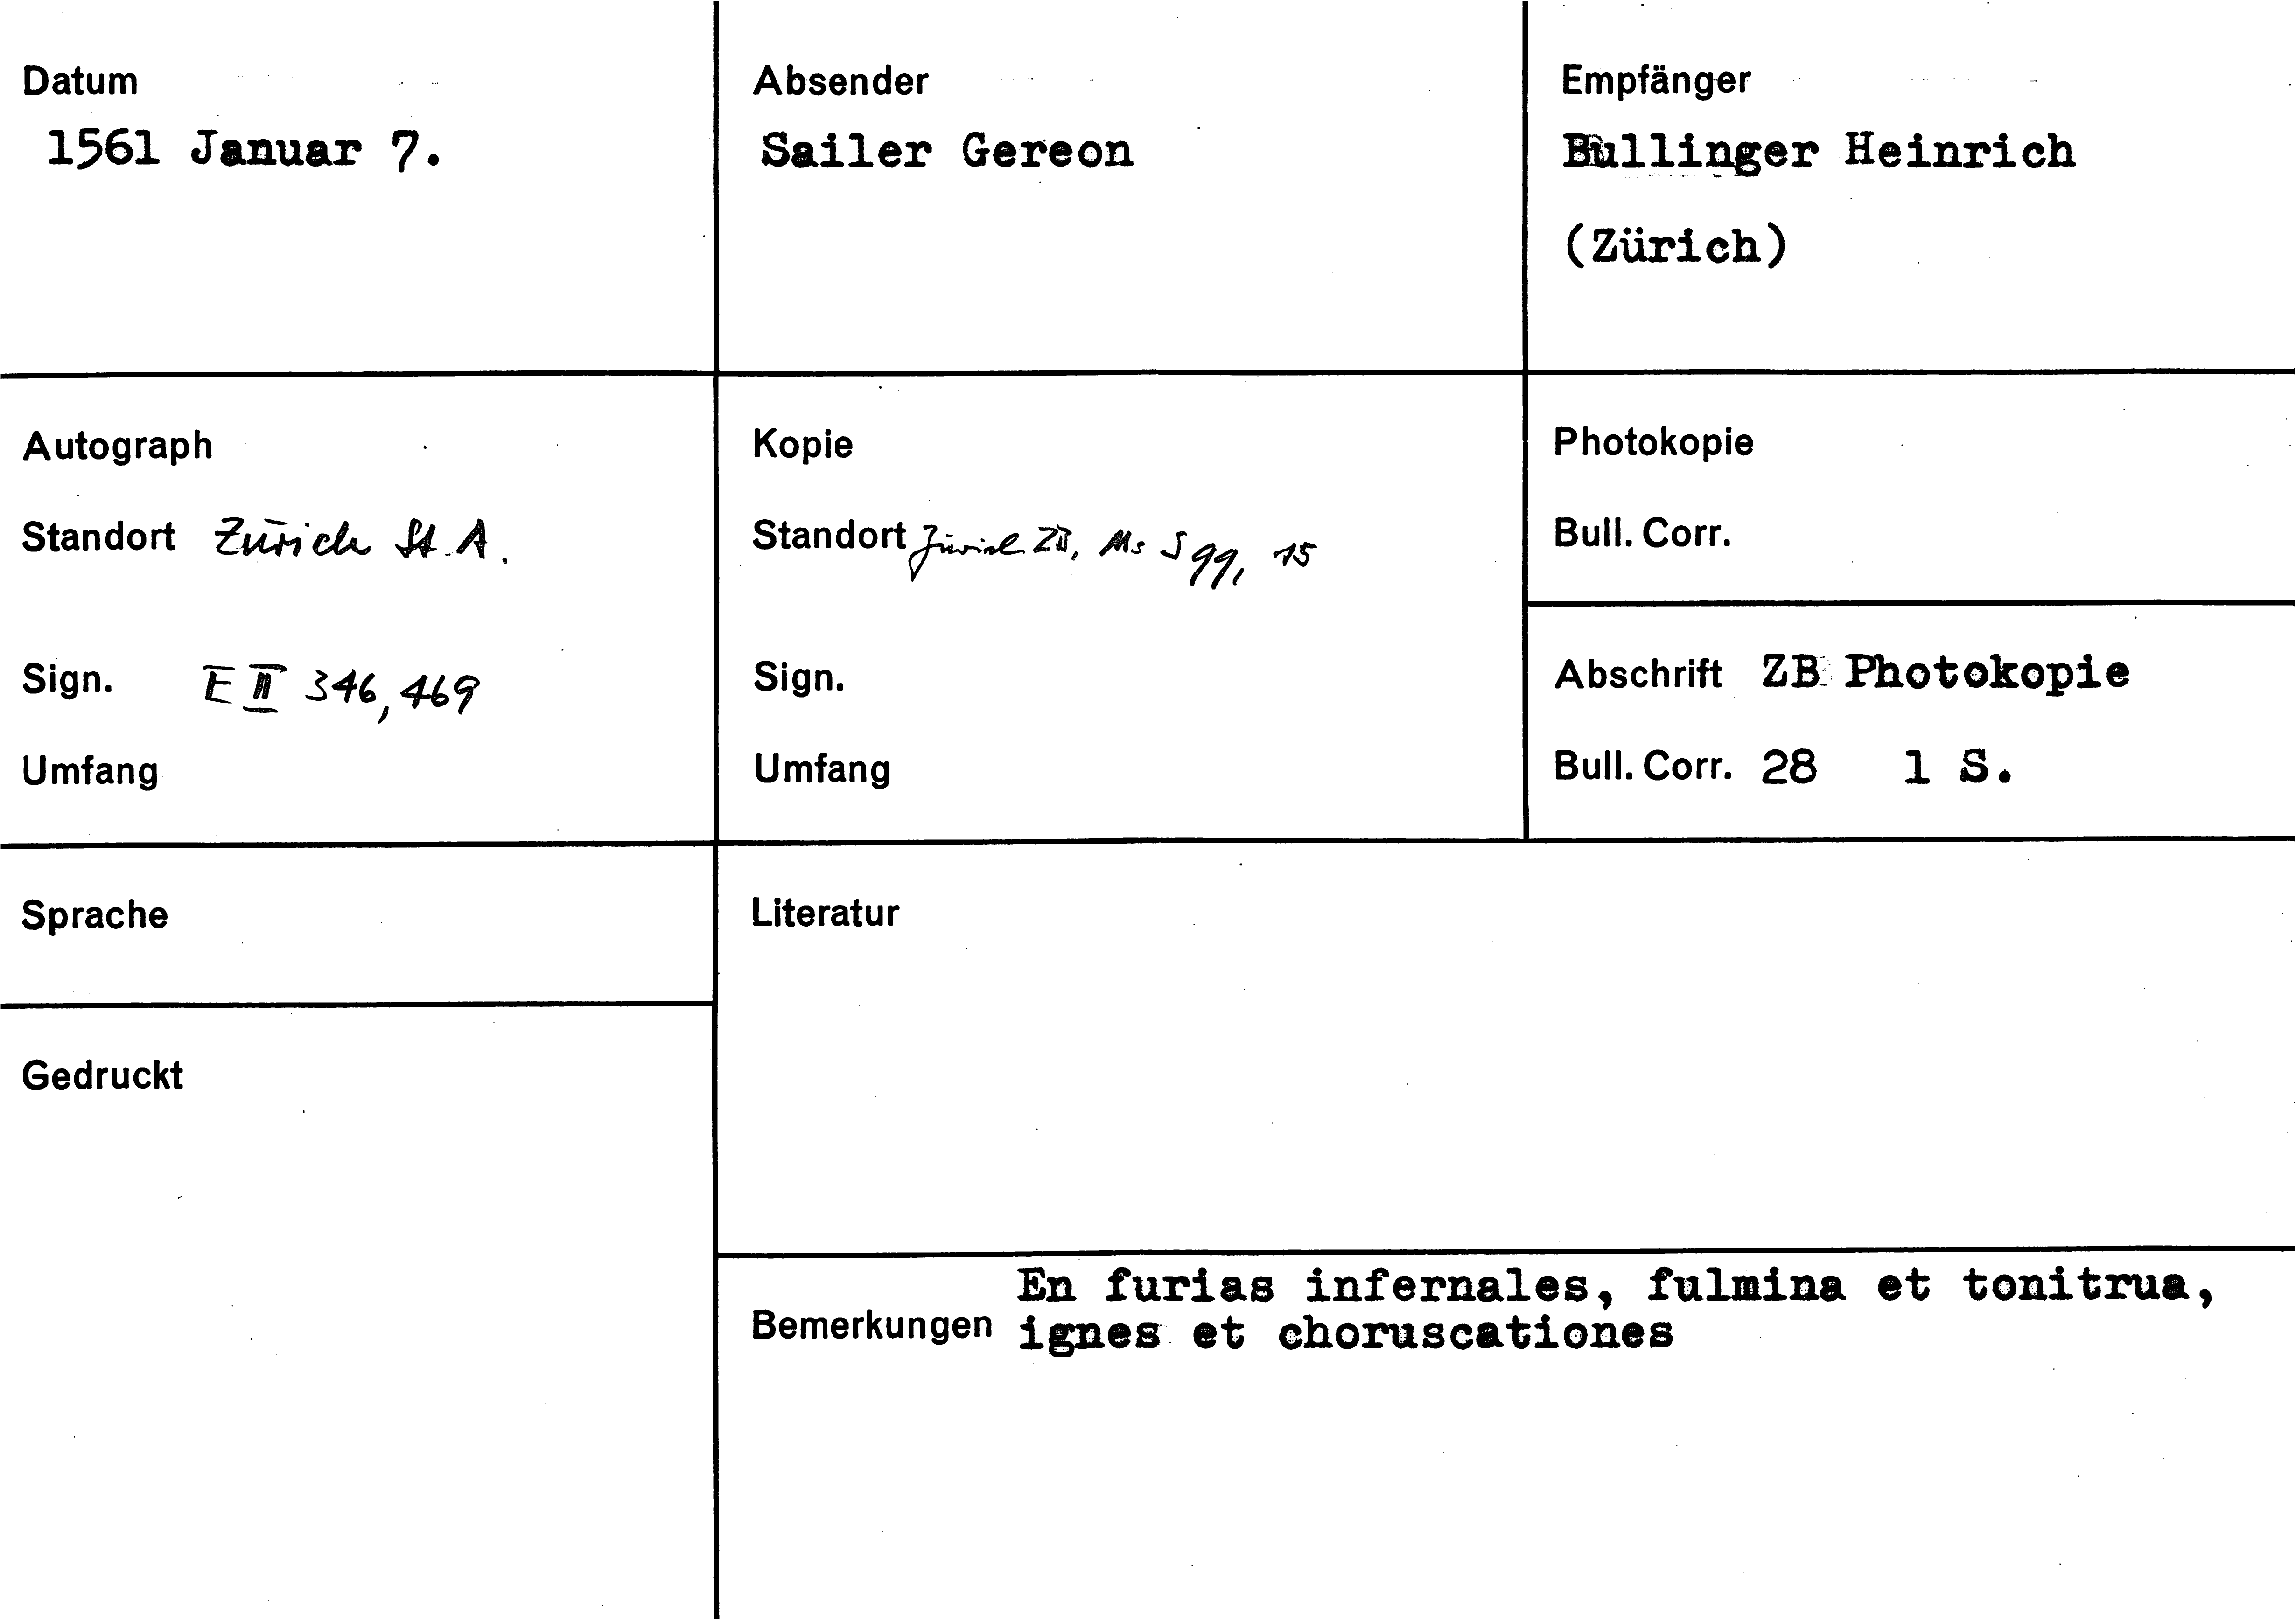 Datum
1561 Januar 7.
Absender
Sailer Gereon
Empfänger
Bullinger Heinrich
(Zürich)
Autograph
Standort Zürich St. A.
Sign. E II 346, 469
Umfang
Kopie
Standort Zürich ZB, Ms S 99, 15
Sign.
Umfang
Photokopie
Bull. Corr.
Abschrift ZB Photokopie
Bull. Corr. 28 1 S.
Sprache
Literatur
Gedruckt
Bemerkungen En furias infernales, fulmina et tonitrua,
ignes et choruscationes